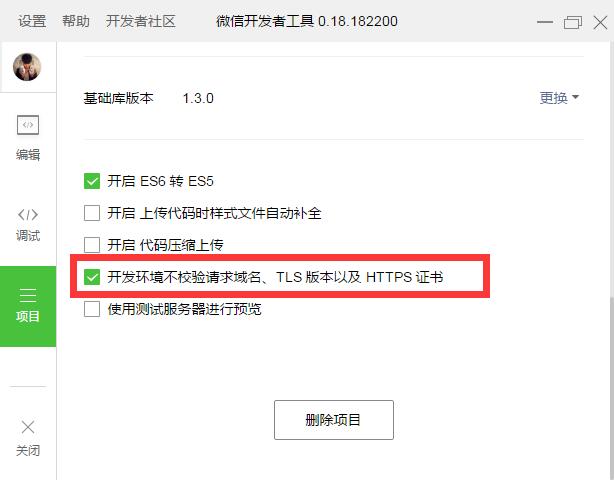 设置 帮助 开发者社区 微信开发者工具 0.18.182200
基础库版本 1.3.0 更换
编辑
开启 ES6 转 ES5
开启 上传代码时样式文件自动补全
调试
开启 代码压缩上传
开发环境不校验请求域名、TLS 版本以及 HTTPS 证书
项目
使用测试服务器进行预览
删除项目
关闭